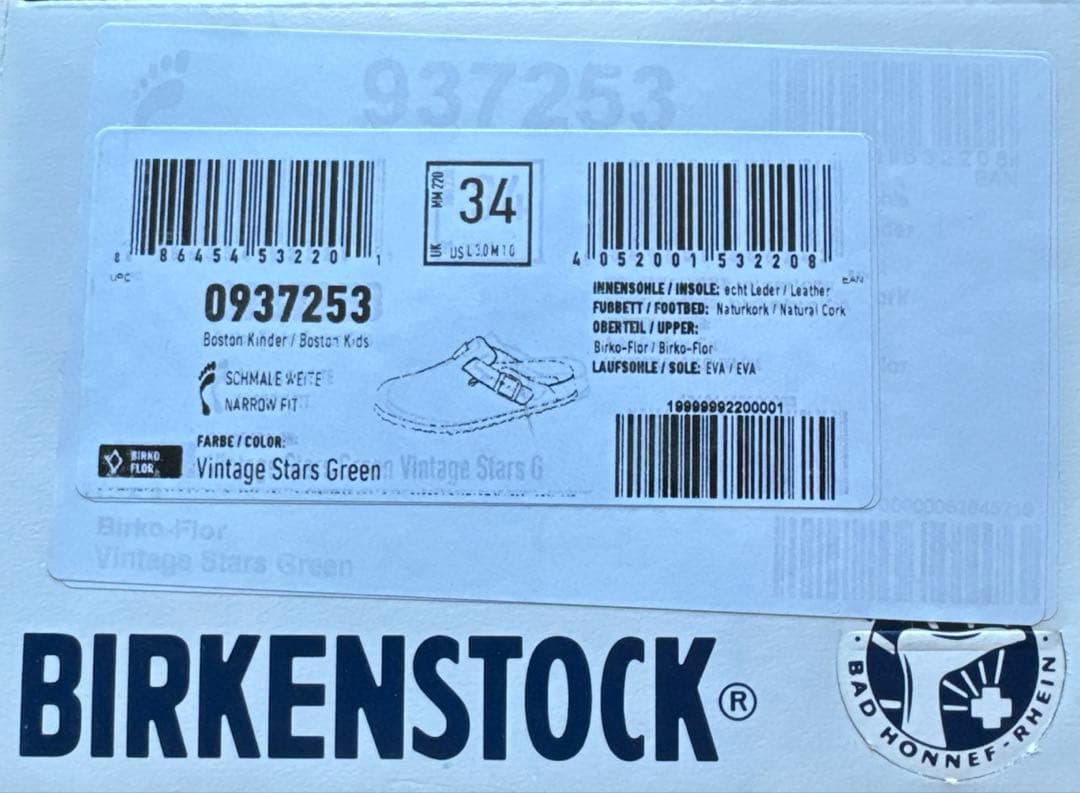 937253
8 86454 53220 1
UPC
MM 220
34
UK
US L 3.0 M 1.0
4 052001 532208
EAN
0937253
Boston Kinder / Boston Kids
SCHMALE WEITE
NARROW FIT
BIRKO
FLOR
FARBE / COLOR:
Vintage Stars Green
Vintage Stars G
INNENSOHLE / INSOLE: echt Leder / Leather
FUßBETT / FOOTBED: Naturkork / Natural Cork
OBERTEIL / UPPER:
Birko-Flor / Birko-Flor
LAUFSOHLE / SOLE: EVA / EVA
19999992200001
Birko-Flor
Vintage Stars Green
BIRKENSTOCK®
BAD HONNEF-RHEIN